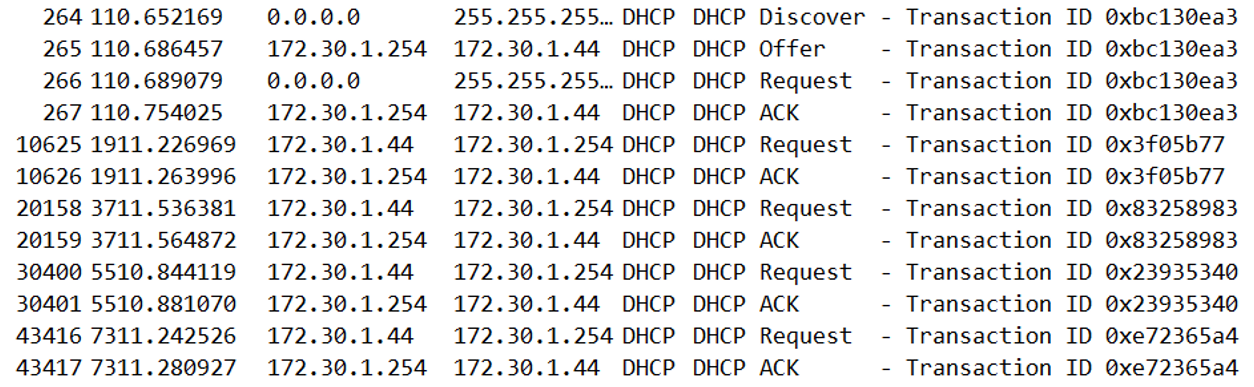 264 110.652169 0.0.0.0 255.255.255… DHCP DHCP Discover - Transaction ID 0xbc130ea3
265 110.686457 172.30.1.254 172.30.1.44 DHCP DHCP Offer - Transaction ID 0xbc130ea3
266 110.689079 0.0.0.0 255.255.255… DHCP DHCP Request - Transaction ID 0xbc130ea3
267 110.754025 172.30.1.254 172.30.1.44 DHCP DHCP ACK - Transaction ID 0xbc130ea3
10625 1911.226969 172.30.1.44 172.30.1.254 DHCP DHCP Request - Transaction ID 0x3f05b77
10626 1911.263996 172.30.1.254 172.30.1.44 DHCP DHCP ACK - Transaction ID 0x3f05b77
20158 3711.536381 172.30.1.44 172.30.1.254 DHCP DHCP Request - Transaction ID 0x83258983
20159 3711.564872 172.30.1.254 172.30.1.44 DHCP DHCP ACK - Transaction ID 0x83258983
30400 5510.844119 172.30.1.44 172.30.1.254 DHCP DHCP Request - Transaction ID 0x23935340
30401 5510.881070 172.30.1.254 172.30.1.44 DHCP DHCP ACK - Transaction ID 0x23935340
43416 7311.242526 172.30.1.44 172.30.1.254 DHCP DHCP Request - Transaction ID 0xe72365a4
43417 7311.280927 172.30.1.254 172.30.1.44 DHCP DHCP ACK - Transaction ID 0xe72365a4